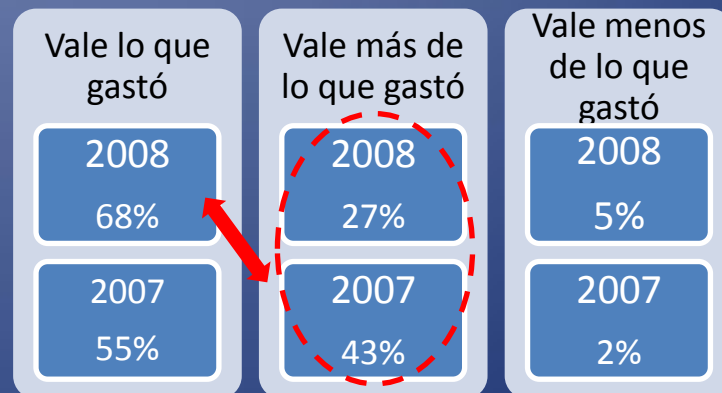 Vale lo que
gastó
2008
68%
2007
55%
Vale más de
lo que gastó
2008
27%
2007
43%
Vale menos
de lo que
gastó
2008
5%
2007
2%